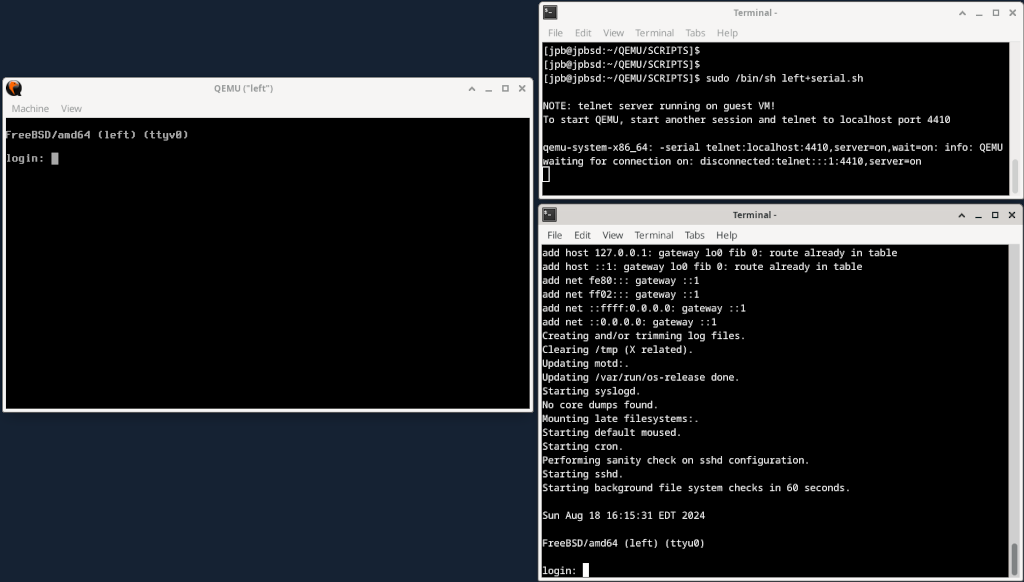 QEMU ("left")
Machine View
FreeBSD/amd64 (left) (ttyv0)
login:
Terminal -
File Edit View Terminal Tabs Help
[jpb@jpbsd:~/QEMU/SCRIPTS]$
[jpb@jpbsd:~/QEMU/SCRIPTS]$
[jpb@jpbsd:~/QEMU/SCRIPTS]$ sudo /bin/sh left+serial.sh
NOTE: telnet server running on guest VM!
To start QEMU, start another session and telnet to localhost port 4410
qemu-system-x86_64: -serial telnet:localhost:4410,server=on,wait=on: info: QEMU
waiting for connection on: disconnected:telnet:::1:4410,server=on
Terminal -
File Edit View Terminal Tabs Help
add host 127.0.0.1: gateway lo0 fib 0: route already in table
add host ::1: gateway lo0 fib 0: route already in table
add net fe80::: gateway ::1
add net ff02::: gateway ::1
add net ::ffff:0.0.0.0: gateway ::1
add net ::0.0.0.0: gateway ::1
Creating and/or trimming log files.
Clearing /tmp (X related).
Updating motd:.
Updating /var/run/os-release done.
Starting syslogd.
No core dumps found.
Mounting late filesystems:.
Starting default moused.
Starting cron.
Performing sanity check on sshd configuration.
Starting sshd.
Starting background file system checks in 60 seconds.
Sun Aug 18 16:15:31 EDT 2024
FreeBSD/amd64 (left) (ttyu0)
login: